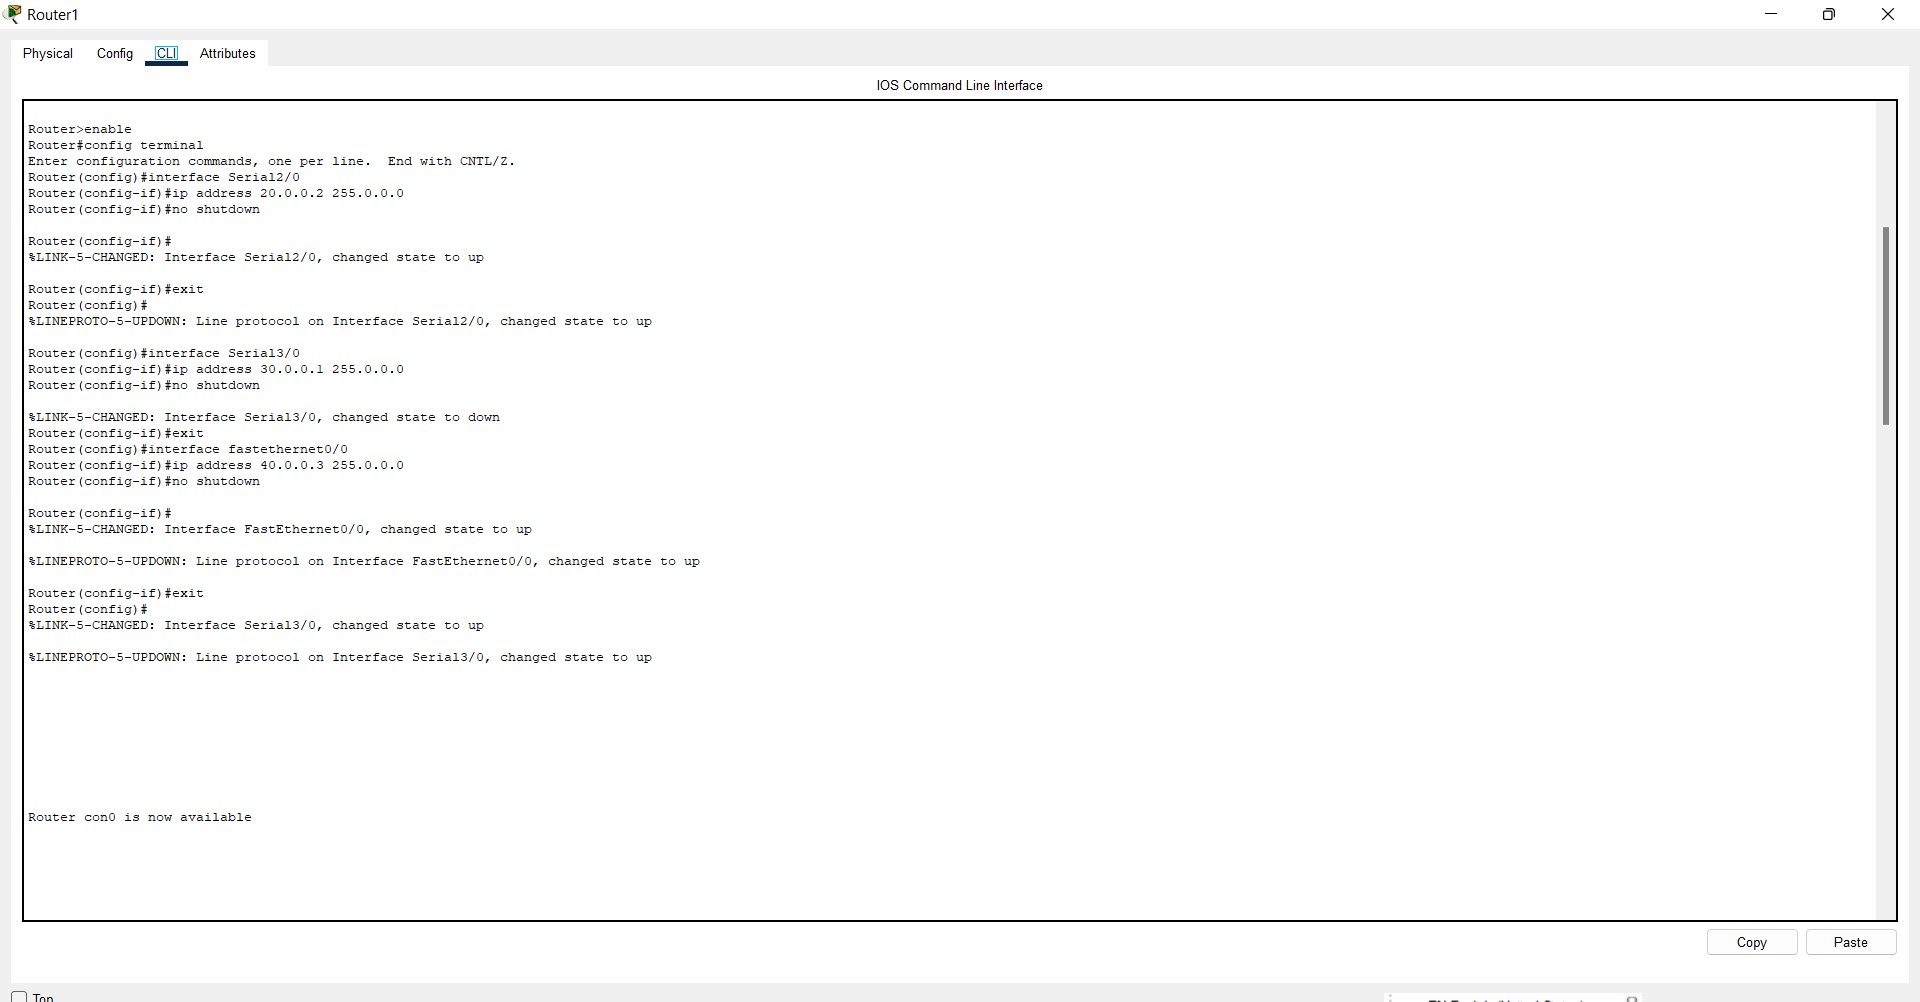 Router1
Physical Config CLI Attributes
IOS Command Line Interface
Router>enable
Router#config terminal
Enter configuration commands, one per line.  End with CNTL/Z.
Router(config)#interface Serial2/0
Router(config-if)#ip address 20.0.0.2 255.0.0.0
Router(config-if)#no shutdown
Router(config-if)#
%LINK-5-CHANGED: Interface Serial2/0, changed state to up
Router(config-if)#exit
Router(config)#
%LINEPROTO-5-UPDOWN: Line protocol on Interface Serial2/0, changed state to up
Router(config)#interface Serial3/0
Router(config-if)#ip address 30.0.0.1 255.0.0.0
Router(config-if)#no shutdown
%LINK-5-CHANGED: Interface Serial3/0, changed state to down
Router(config-if)#exit
Router(config)#interface fastethernet0/0
Router(config-if)#ip address 40.0.0.3 255.0.0.0
Router(config-if)#no shutdown
Router(config-if)#
%LINK-5-CHANGED: Interface FastEthernet0/0, changed state to up
%LINEPROTO-5-UPDOWN: Line protocol on Interface FastEthernet0/0, changed state to up
Router(config-if)#exit
Router(config)#
%LINK-5-CHANGED: Interface Serial3/0, changed state to up
%LINEPROTO-5-UPDOWN: Line protocol on Interface Serial3/0, changed state to up
Router con0 is now available
Copy Paste
Top